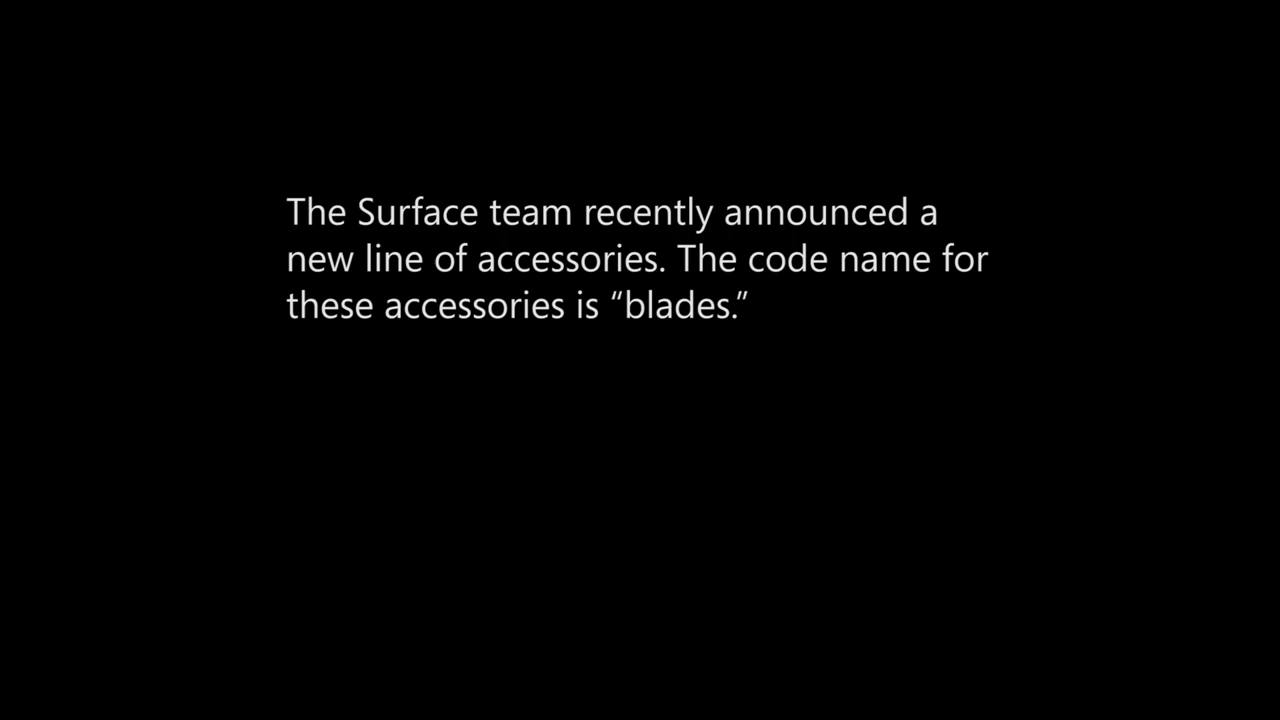 The Surface team recently announced a
new line of accessories. The code name for
these accessories is “blades.”